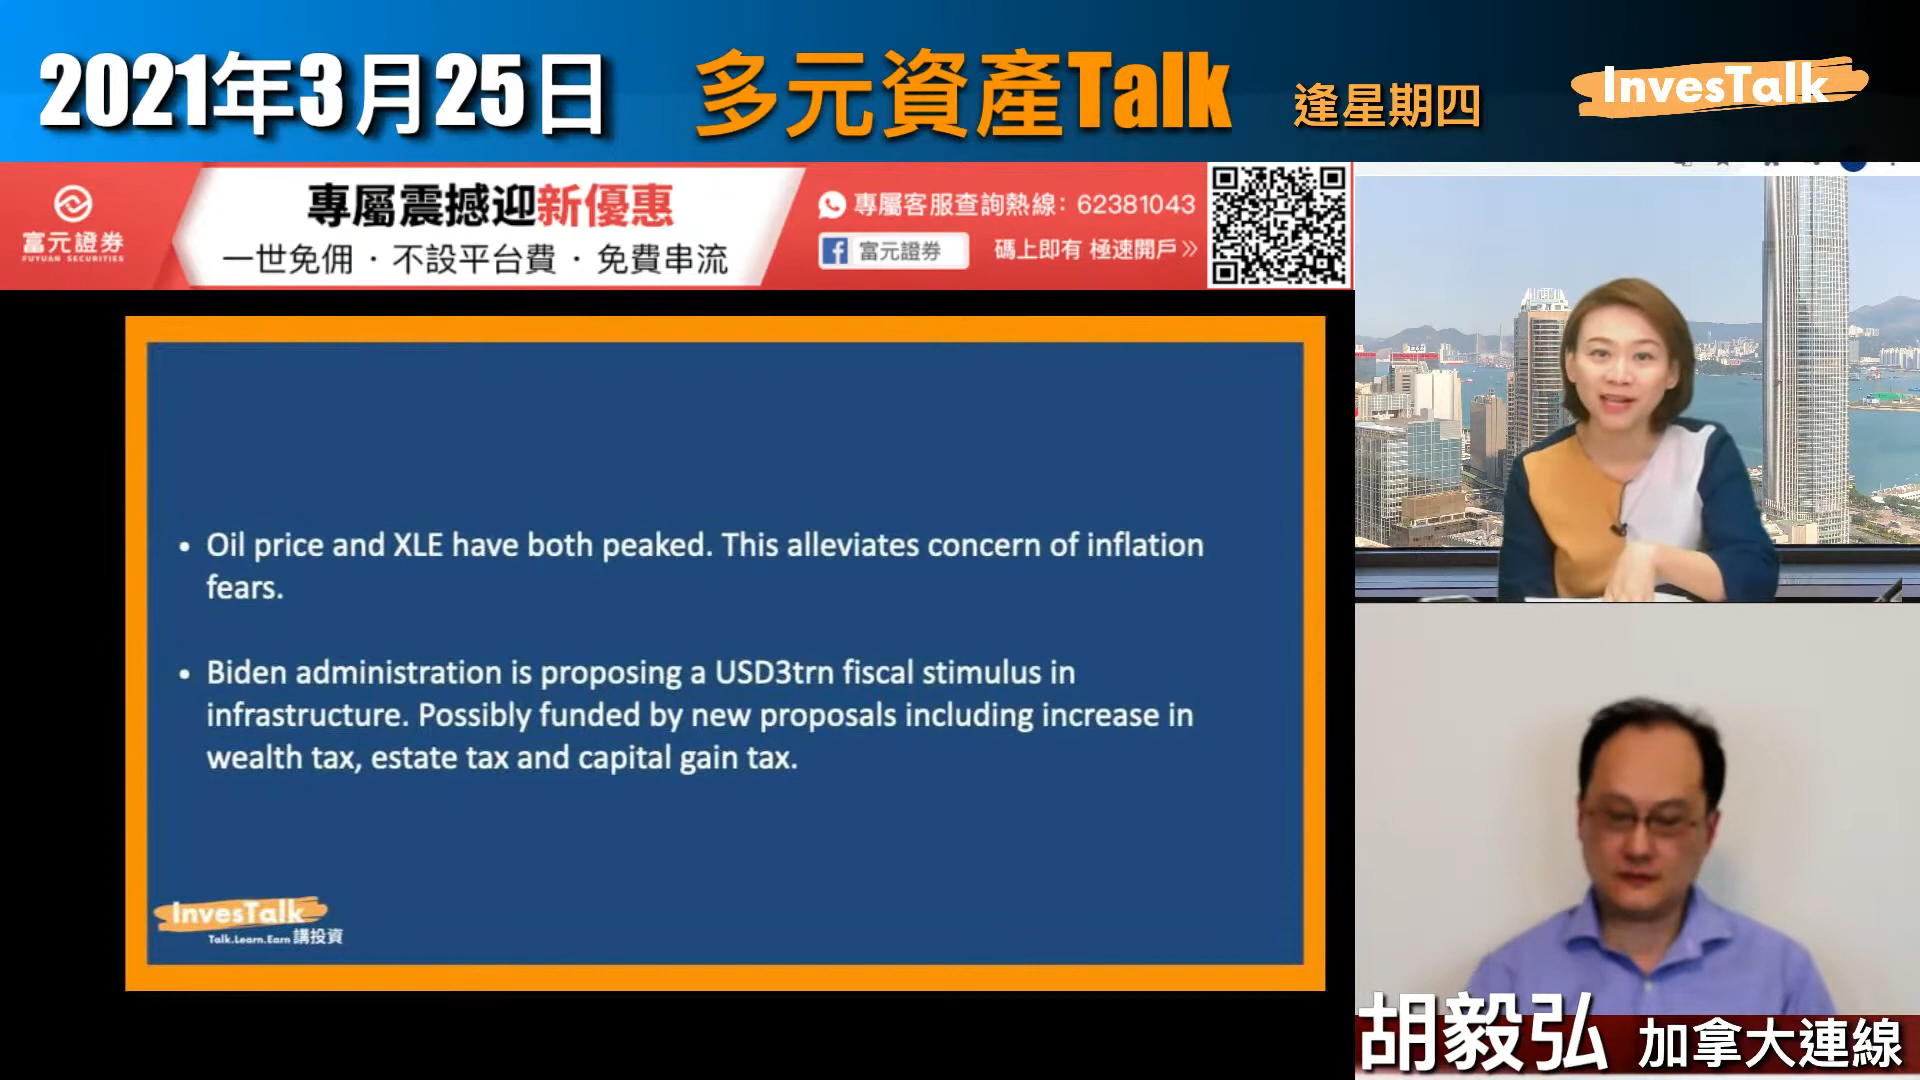 2021年3月25日 多元資產Talk 逢星期四 InvesTalk
富元證券
FUYUAN SECURITIES
專屬震撼迎新優惠
一世免佣 · 不設平台費 · 免費串流
專屬客服查詢熱線: 62381043
富元證券 碼上即有 極速開戶»
• Oil price and XLE have both peaked. This alleviates concern of inflation
fears.
• Biden administration is proposing a USD3trn fiscal stimulus in
infrastructure. Possibly funded by new proposals including increase in
wealth tax, estate tax and capital gain tax.
InvesTalk
Talk.Learn.Earn 講投資
胡毅弘 加拿大連線